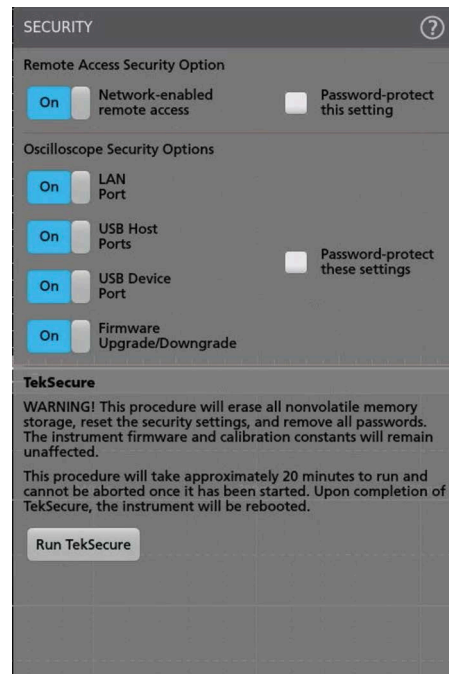 SECURITY
?
Remote Access Security Option
On
Network-enabled
remote access
Password-protect
this setting
Oscilloscope Security Options
On
LAN
Port
On
USB Host
Ports
Password-protect
these settings
On
USB Device
Port
On
Firmware
Upgrade/Downgrade
TekSecure
WARNING! This procedure will erase all nonvolatile memory
storage, reset the security settings, and remove all passwords.
The instrument firmware and calibration constants will remain
unaffected.
This procedure will take approximately 20 minutes to run and
cannot be aborted once it has been started. Upon completion of
TekSecure, the instrument will be rebooted.
Run TekSecure